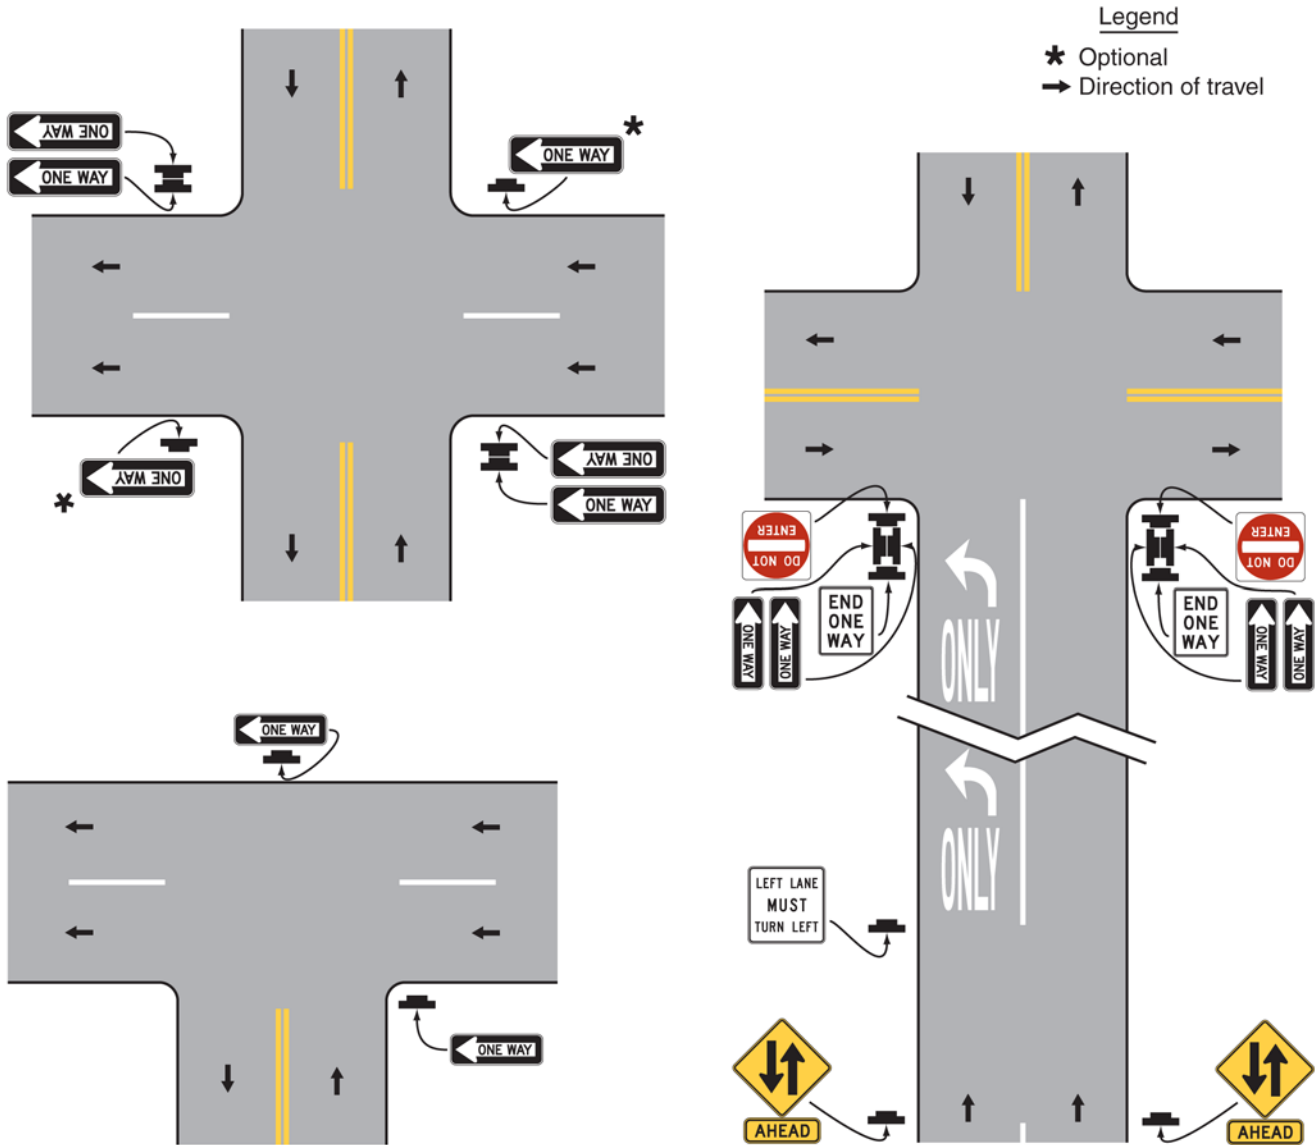 Legend
* Optional
Direction of travel
ONE WAY
ONE WAY
ONE WAY
*
ONE WAY
*
ONE WAY
ONE WAY
DO NOT
ENTER
ONE WAY
ONE WAY
END
ONE
WAY
ONLY
DO NOT
ENTER
END
ONE
WAY
ONE WAY
ONE WAY
ONE WAY
ONE WAY
ONLY
LEFT LANE
MUST
TURN LEFT
AHEAD
AHEAD